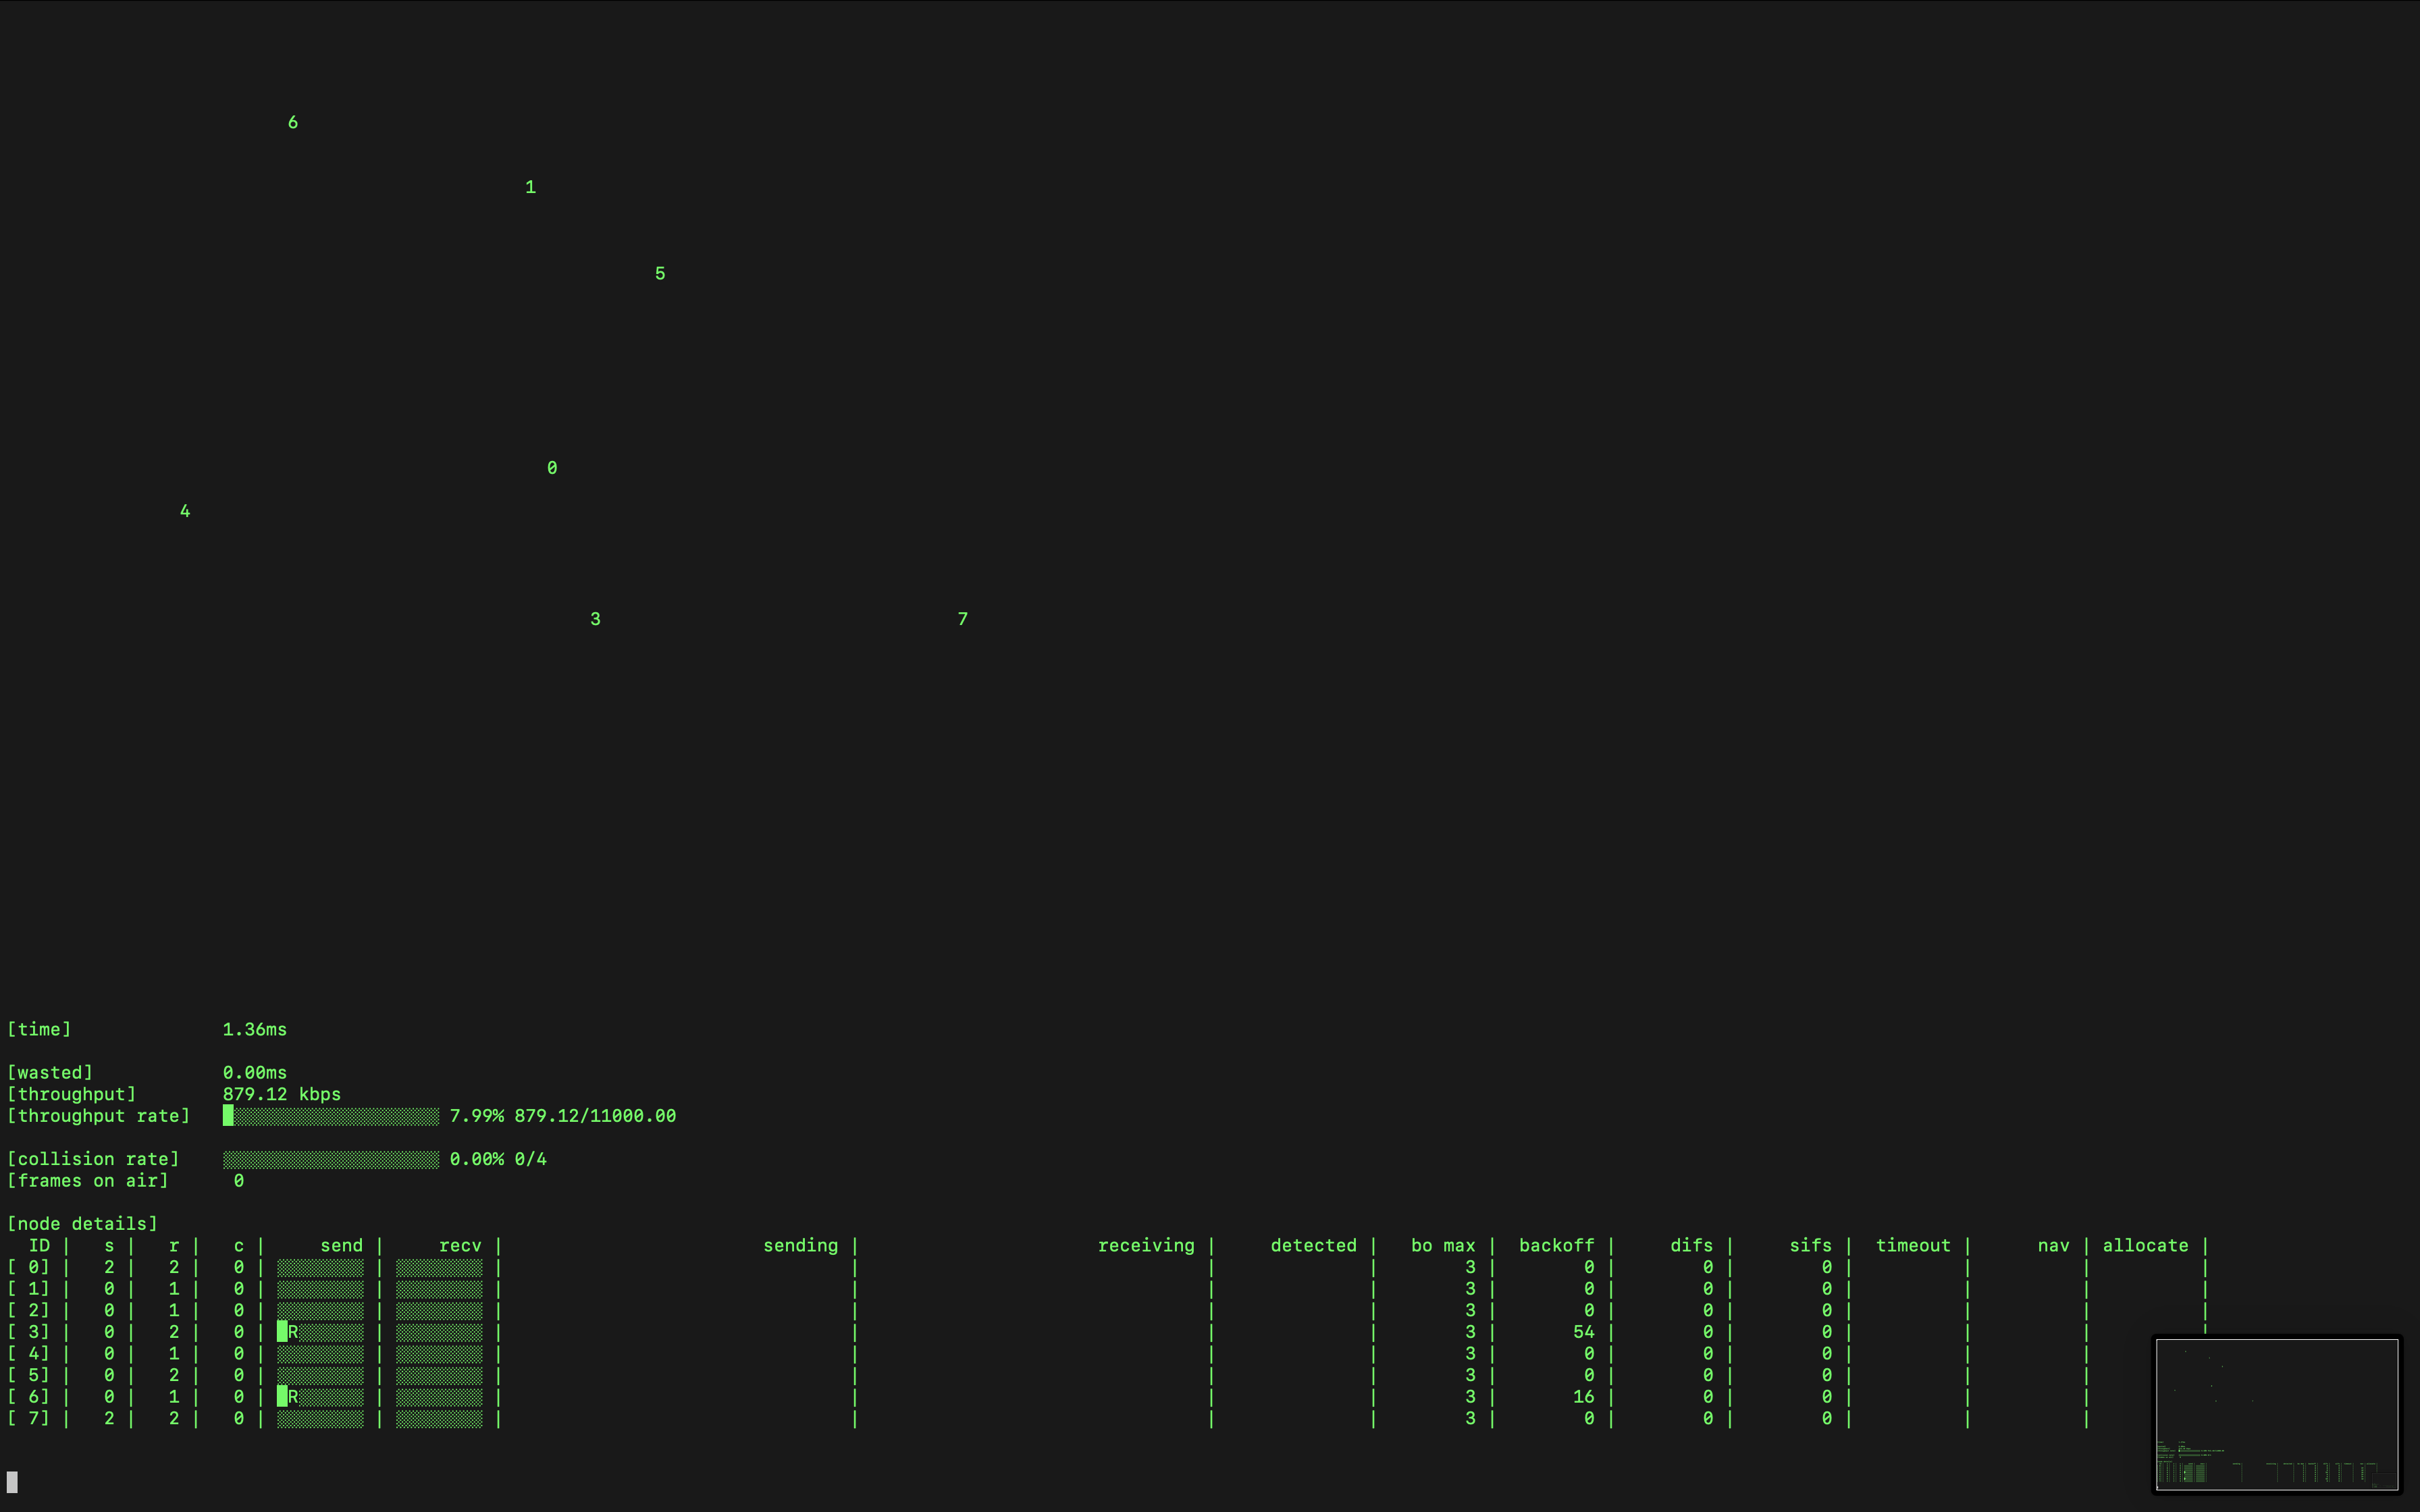 6
1
5
0
4
3 7
[time] 1.36ms
[wasted] 0.00ms
[throughput] 879.12 kbps
[throughput rate] 7.99% 879.12/11000.00
[collision rate] 0.00% 0/4
[frames on air] 0
[node details]
ID | s | r | c | send | recv | sending | receiving | detected | bo max | backoff | difs | sifs | timeout | nav | allocate |
[ 0] | 2 | 2 | 0 | | | | | | 3 | 0 | 0 | 0 | | | |
[ 1] | 0 | 1 | 0 | | | | | | 3 | 0 | 0 | 0 | | | |
[ 2] | 0 | 1 | 0 | | | | | | 3 | 0 | 0 | 0 | | | |
[ 3] | 0 | 2 | 0 | R | | | | | 3 | 54 | 0 | 0 | | | |
[ 4] | 0 | 1 | 0 | | | | | | 3 | 0 | 0 | 0 | | |
[ 5] | 0 | 2 | 0 | | | | | | 3 | 0 | 0 | 0 | | |
[ 6] | 0 | 1 | 0 | R | | | | | 3 | 16 | 0 | 0 | | |
[ 7] | 2 | 2 | 0 | | | | | | 3 | 0 | 0 | 0 | | |